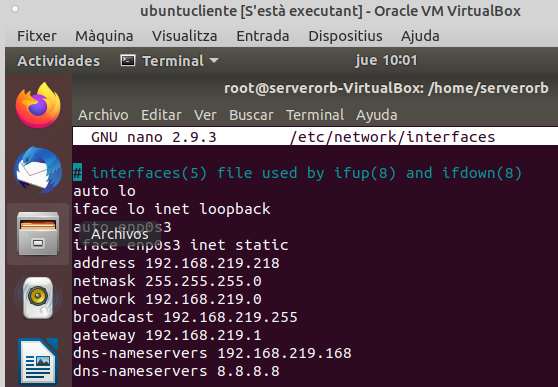 ubuntucliente [S'està executant] - Oracle VM VirtualBox
Fitxer Màquina Visualitza Entrada Dispositius Ajuda
Actividades Terminal jue 10:01
root@serverorb-VirtualBox: /home/serverorb
Archivo Editar Ver Buscar Terminal Ayuda
GNU nano 2.9.3 /etc/network/interfaces
# interfaces(5) file used by ifup(8) and ifdown(8)
auto lo
iface lo inet loopback
auto enp0s3
Archivos
iface enp0s3 inet static
address 192.168.219.218
netmask 255.255.255.0
network 192.168.219.0
broadcast 192.168.219.255
gateway 192.168.219.1
dns-nameservers 192.168.219.168
dns-nameservers 8.8.8.8